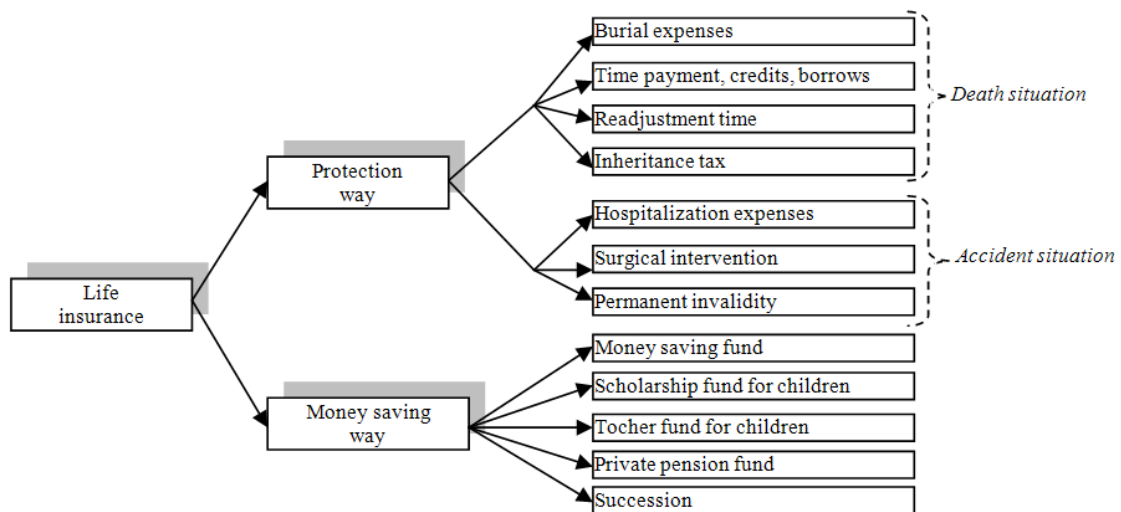 Burial expenses
Time payment, credits, borrows
Death situation
Readjustment time
Inheritance tax
Protection
way
Hospitalization expenses
Surgical intervention
Accident situation
Permanent invalidity
Life
insurance
Money saving fund
Scholarship fund for children
Money saving
way
Tocher fund for children
Private pension fund
Succession